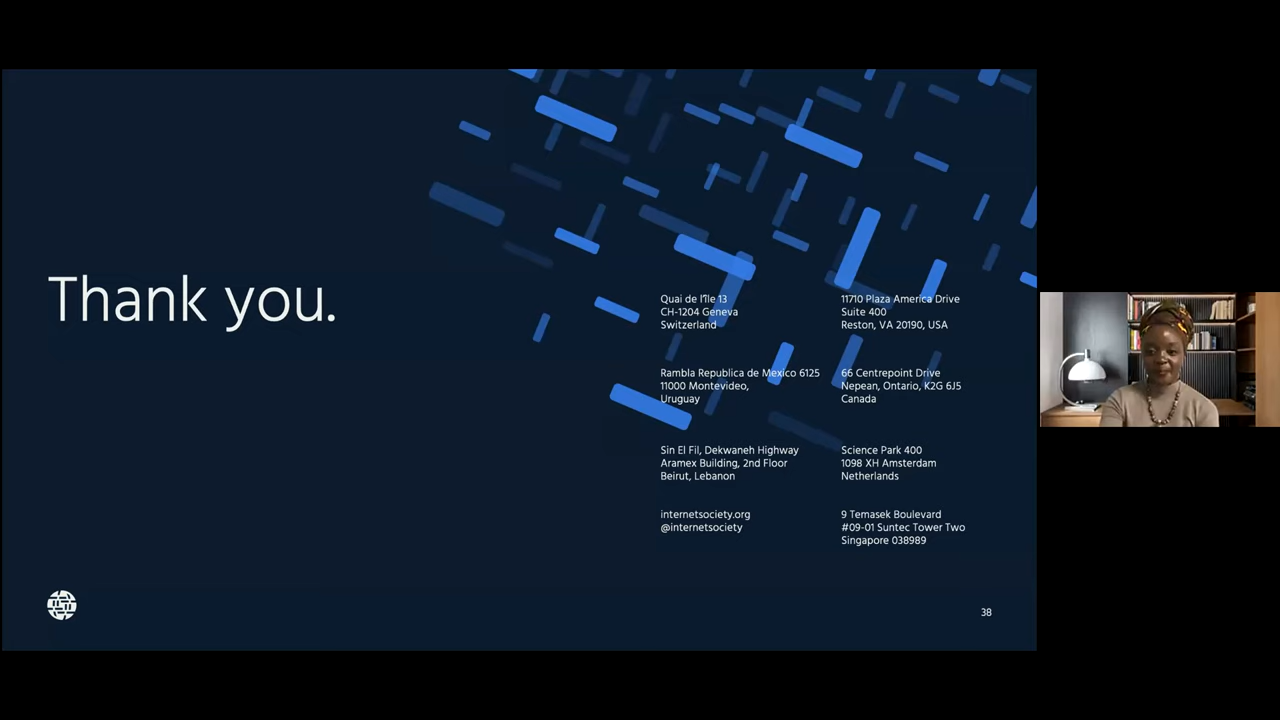 Thank you.
Quai de l'île 13
CH-1204 Geneva
Switzerland
11710 Plaza America Drive
Suite 400
Reston, VA 20190, USA
Rambla Republica de Mexico 6125
11000 Montevideo,
Uruguay
66 Centrepoint Drive
Nepean, Ontario, K2G 6J5
Canada
Sin El Fil, Dekwaneh Highway
Aramex Building, 2nd Floor
Beirut, Lebanon
Science Park 400
1098 XH Amsterdam
Netherlands
internetsociety.org
@internetsociety
9 Temasek Boulevard
#09-01 Suntec Tower Two
Singapore 038989
38